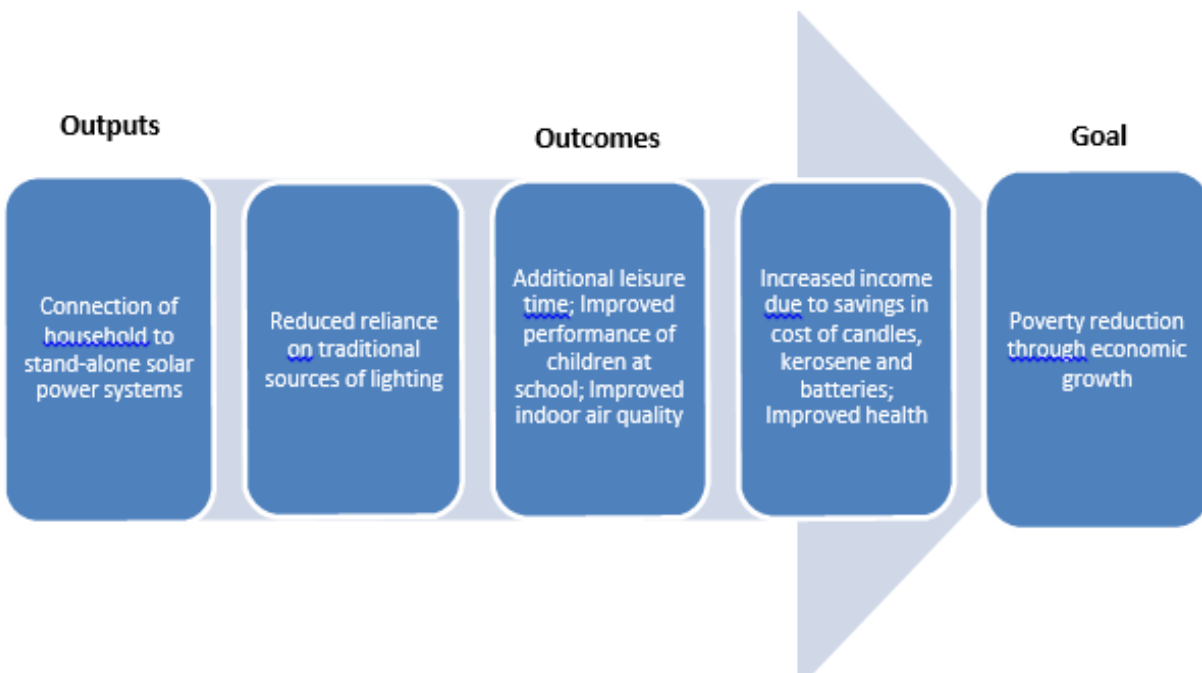 Outputs
Outcomes
Goal
Connection of
household to
stand-alone solar
power systems
Reduced reliance
on traditional
sources of lighting
Additional leisure
time; Improved
performance of
children at
school; Improved
indoor air quality
Increased income
due to savings in
cost of candles,
kerosene and
batteries;
Improved health
Poverty reduction
through economic
growth